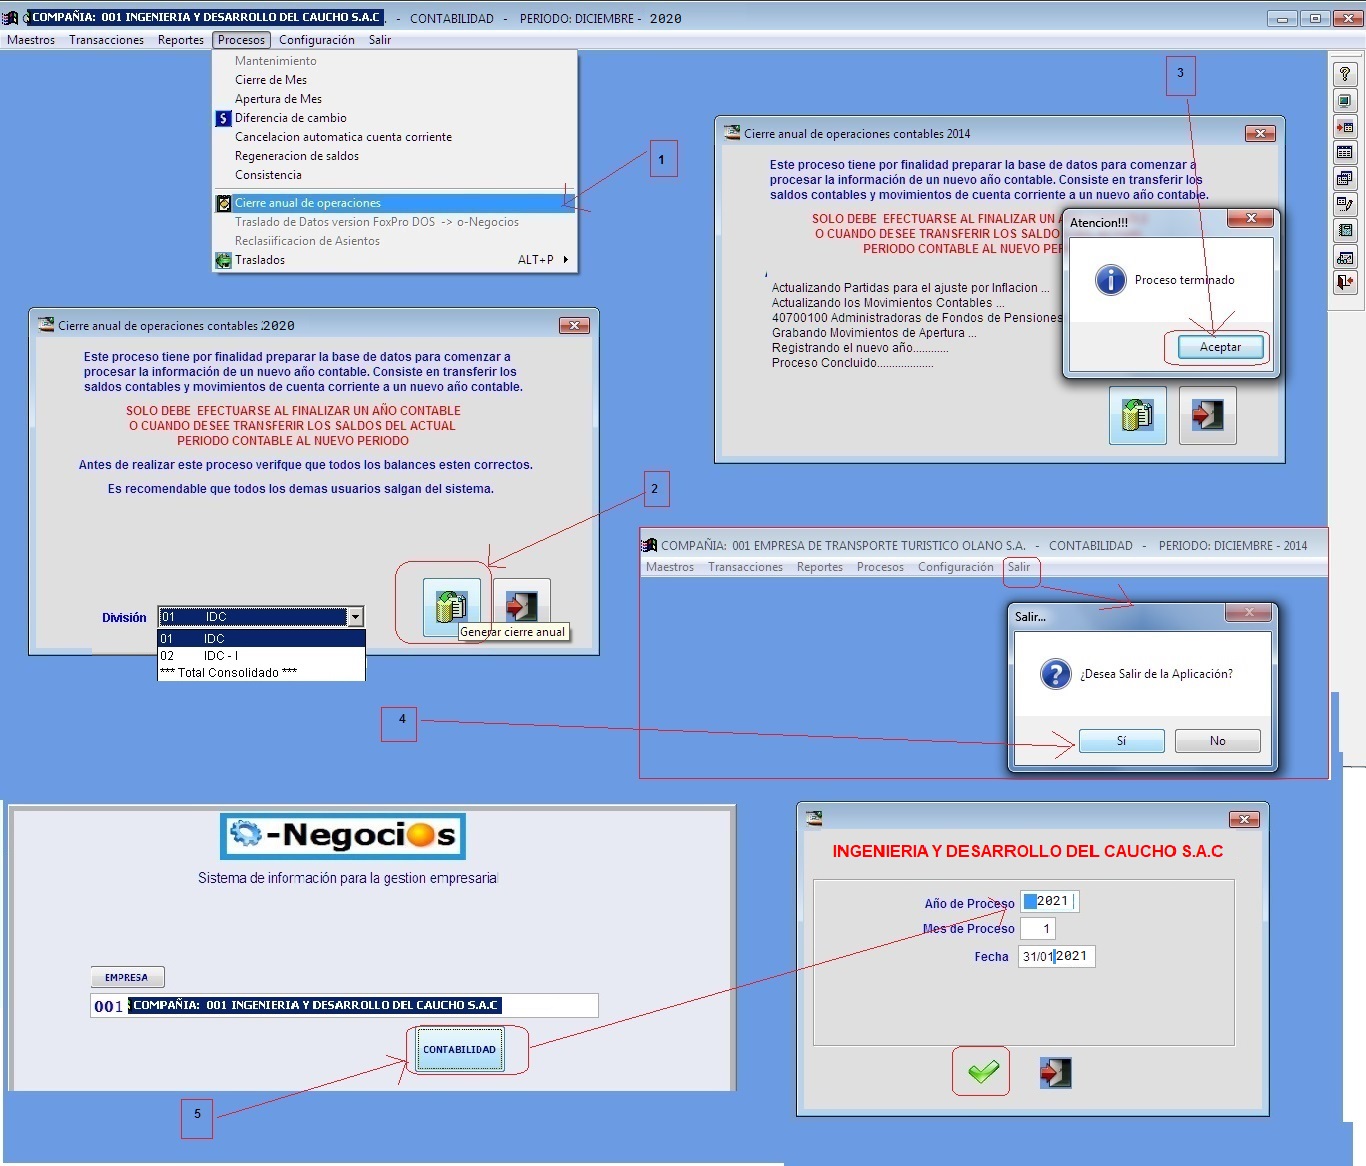 COMPAÑIA: 001 INGENIERIA Y DESARROLLO DEL CAUCHO S.A.C. - CONTABILIDAD - PERIODO: DICIEMBRE - 2020
Maestros Transacciones Reportes Procesos Configuración Salir
Mantenimiento
Cierre de Mes
Apertura de Mes
Diferencia de cambio
Cancelacion automatica cuenta corriente
Regeneracion de saldos
Consistencia
Cierre anual de operaciones
Traslado de Datos version FoxPro DOS -> o-Negocios
Reclasiificacion de Asientos
Traslados ALT+P
1
3
Cierre anual de operaciones contables 2014
Este proceso tiene por finalidad preparar la base de datos para comenzar a
procesar la información de un nuevo año contable. Consiste en transferir los
saldos contables y movimientos de cuenta corriente a un nuevo año contable.
SOLO DEBE EFECTUARSE AL FINALIZAR UN A
O CUANDO DESEE TRANSFERIR LOS SALDO
PERIODO CONTABLE AL NUEVO PER
Actualizando Partidas para el ajuste por Inflacion ...
Actualizando los Movimientos Contables ...
40700100 Administradoras de Fondos de Pensiones
Grabando Movimientos de Apertura ...
Registrando el nuevo año............
Proceso Concluido..................
Atencion!!!
Proceso terminado
Aceptar
Cierre anual de operaciones contables 2020
Este proceso tiene por finalidad preparar la base de datos para comenzar a
procesar la información de un nuevo año contable. Consiste en transferir los
saldos contables y movimientos de cuenta corriente a un nuevo año contable.
SOLO DEBE EFECTUARSE AL FINALIZAR UN AÑO CONTABLE
O CUANDO DESEE TRANSFERIR LOS SALDOS DEL ACTUAL
PERIODO CONTABLE AL NUEVO PERIODO
Antes de realizar este proceso verifque que todos los balances esten correctos.
Es recomendable que todos los demas usuarios salgan del sistema.
División 01 IDC
01 IDC
02 IDC - I
*** Total Consolidado ***
Generar cierre anual
2
COMPAÑIA: 001 EMPRESA DE TRANSPORTE TURISTICO OLANO S.A. - CONTABILIDAD - PERIODO: DICIEMBRE - 2014
Maestros Transacciones Reportes Procesos Configuración Salir
Salir...
¿Desea Salir de la Aplicación?
Sí No
4
-Negocios
Sistema de información para la gestion empresarial
EMPRESA
001 COMPAÑIA: 001 INGENIERIA Y DESARROLLO DEL CAUCHO S.A.C
CONTABILIDAD
5
INGENIERIA Y DESARROLLO DEL CAUCHO S.A.C
Año de Proceso 2021
Mes de Proceso 1
Fecha 31/01/2021